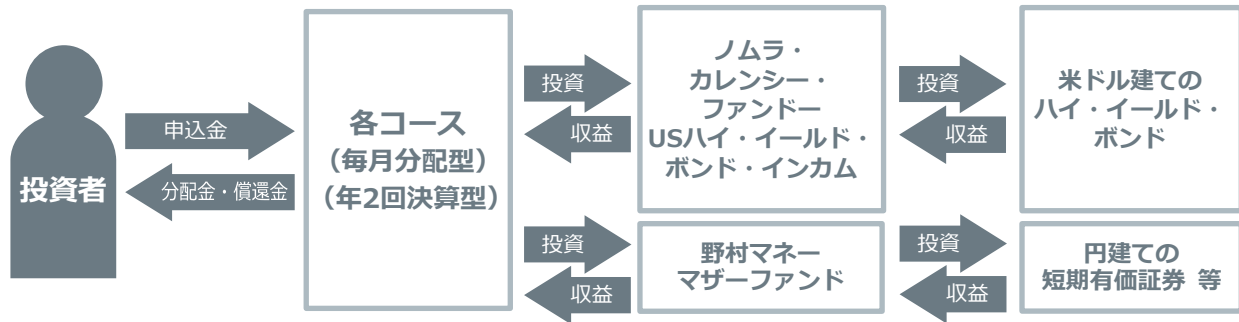 投資者
申込金
分配金・償還金
各コース
（毎月分配型）
（年2回決算型）
投資
収益
ノムラ・
カレンシー・
ファンドー
USハイ・イールド・
ボンド・インカム
投資
収益
米ドル建ての
ハイ・イールド・
ボンド
投資
収益
野村マネー
マザーファンド
投資
収益
円建ての
短期有価証券 等